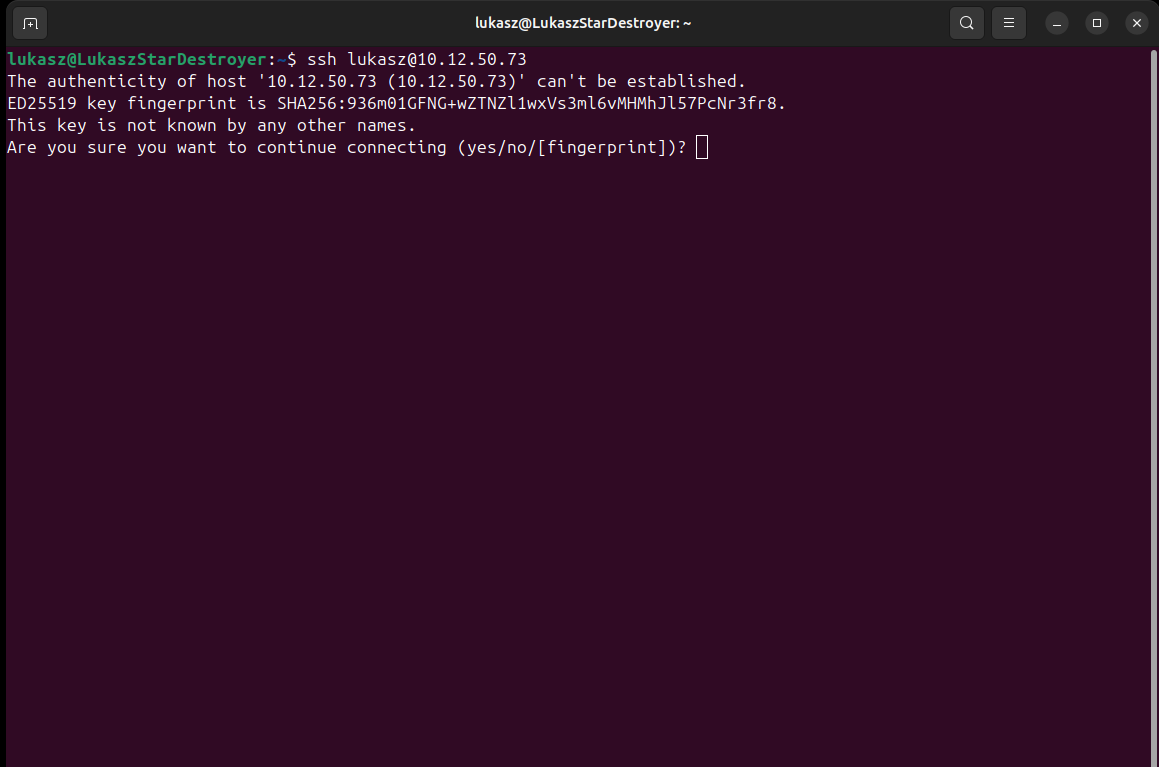 lukasz@LukaszStarDestroyer: ~
lukasz@LukaszStarDestroyer:~$ ssh lukasz@10.12.50.73
The authenticity of host '10.12.50.73 (10.12.50.73)' can't be established.
ED25519 key fingerprint is SHA256:936m01GFNG+wZTNZl1wxVs3ml6vMHMhJl57PcNr3fr8.
This key is not known by any other names.
Are you sure you want to continue connecting (yes/no/[fingerprint])?